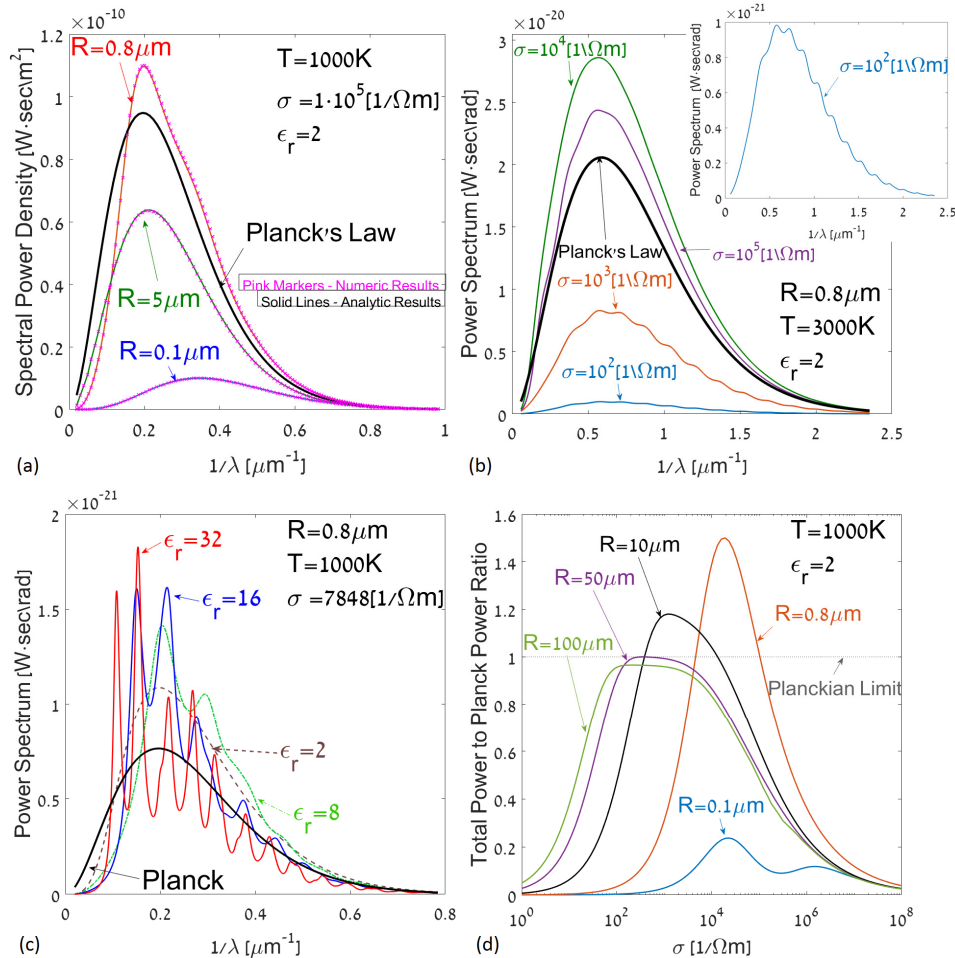 ×10⁻¹⁰
R=0.8μm
T=1000K
σ =1·10⁵[1/Ωm]
ϵr=2
Planck's Law
Pink Markers - Numeric Results
Solid Lines - Analytic Results
R=5μm
R=0.1μm
Spectral Power Density [W·sec\m²]
1.2
1
0.8
0.6
0.4
0.2
0
0 0.2 0.4 0.6 0.8 1
1/λ [μm⁻¹]
(a)
×10⁻²⁰
σ=10⁴[1\Ωm]
Planck's Law
σ=10⁵[1\Ωm]
σ=10³[1\Ωm]
σ=10²[1\Ωm]
R=0.8μm
T=3000K
ϵr=2
Power Spectrum [W·sec\rad]
3
2.5
2
1.5
1
0.5
0
0 0.5 1 1.5 2 2.5
1/λ [μm⁻¹]
(b)
×10⁻²¹
σ=10²[1\Ωm]
Power Spectrum [W·sec\rad]
1
0.8
0.6
0.4
0.2
0
0 0.5 1 1.5 2 2.5
1/λ [μm⁻¹]
×10⁻²¹
R=0.8μm
T=1000K
σ =7848[1/Ωm]
ϵr=32
ϵr=16
ϵr=2
ϵr=8
Planck
Power Spectrum [W·sec\rad]
2
1.5
1
0.5
0
0 0.2 0.4 0.6 0.8
1/λ [μm⁻¹]
(c)
T=1000K
ϵr=2
R=10μm
R=50μm
R=100μm
R=0.8μm
Planckian Limit
R=0.1μm
Total Power to Planck Power Ratio
1.6
1.4
1.2
1
0.8
0.6
0.4
0.2
0
10⁰ 10² 10⁴ 10⁶ 10⁸
σ [1/Ωm]
(d)